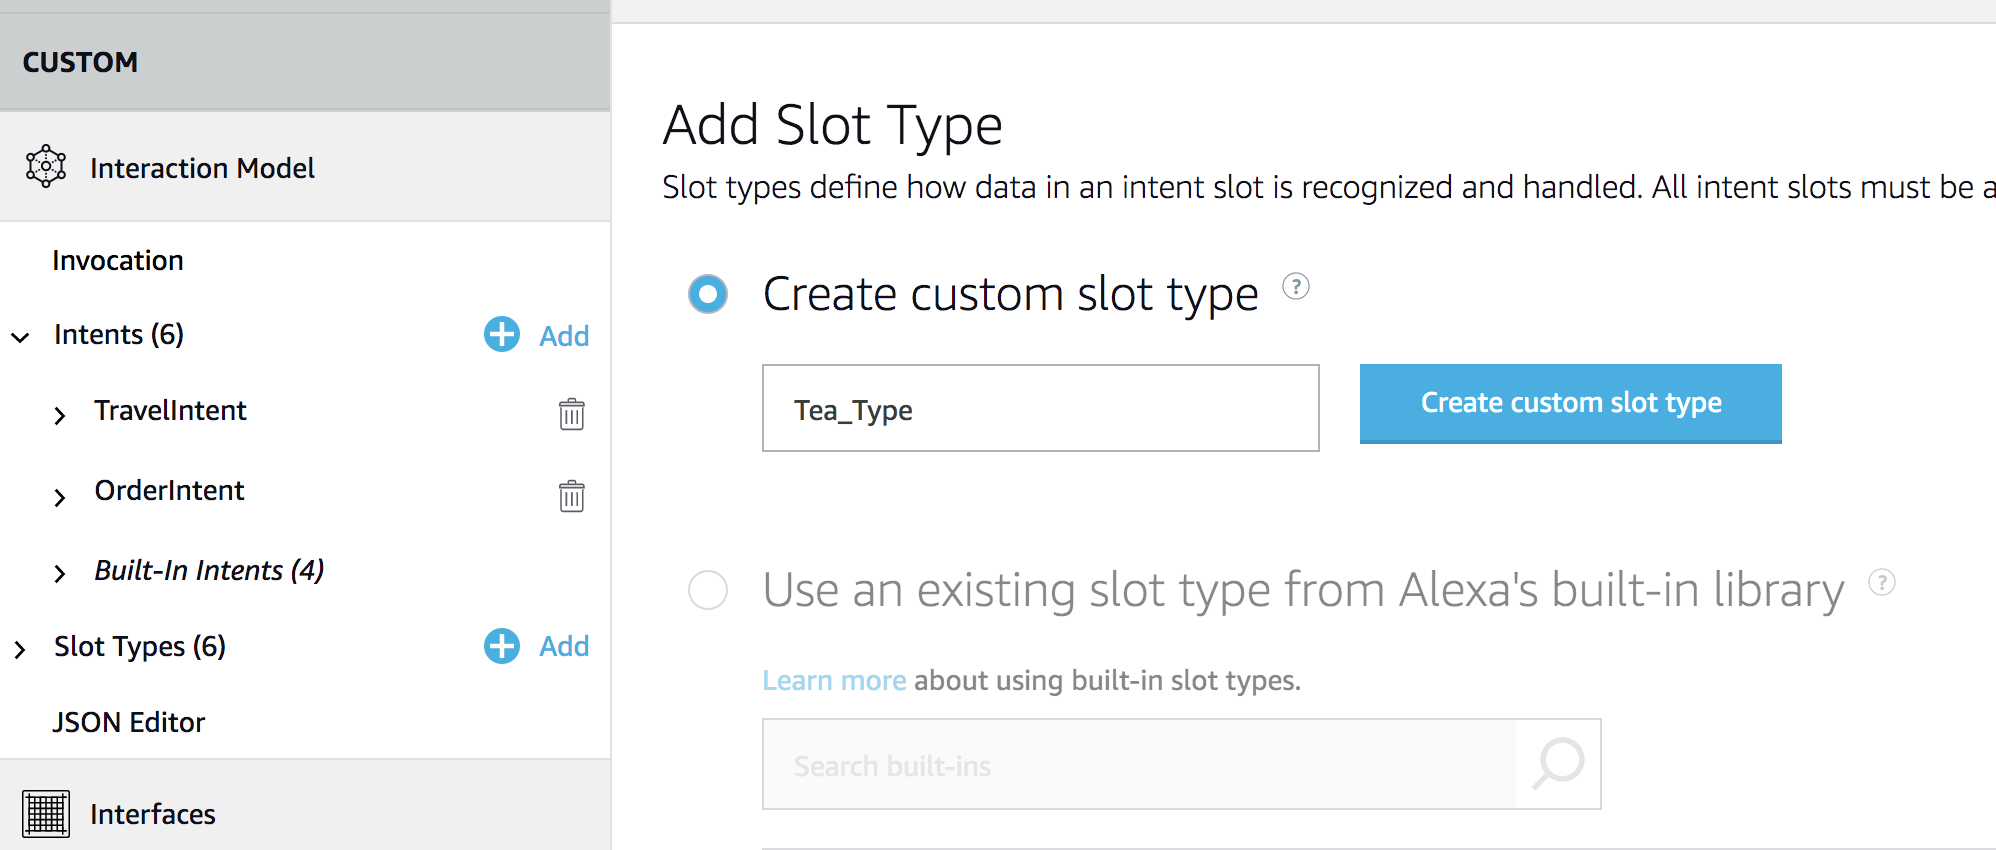 CUSTOM
Interaction Model
Invocation
Intents (6)
Add
TravelIntent
OrderIntent
Built-In Intents (4)
Slot Types (6)
Add
JSON Editor
Interfaces
Add Slot Type
Slot types define how data in an intent slot is recognized and handled. All intent slots must be a
Create custom slot type ?
Tea_Type
Create custom slot type
Use an existing slot type from Alexa's built-in library ?
Learn more about using built-in slot types.
Search built-ins